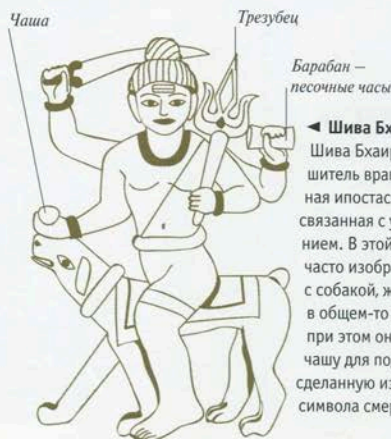 Чаша
Трезубец
Барабан –
песочные часы
◄ Шива Бх
Шива Бхаир
шитель враг
ная ипостас
связанная с у
нием. В этой
часто изобр
с собакой, ж
в общем-то
при этом он
чашу для по
сделанную из
символа смер